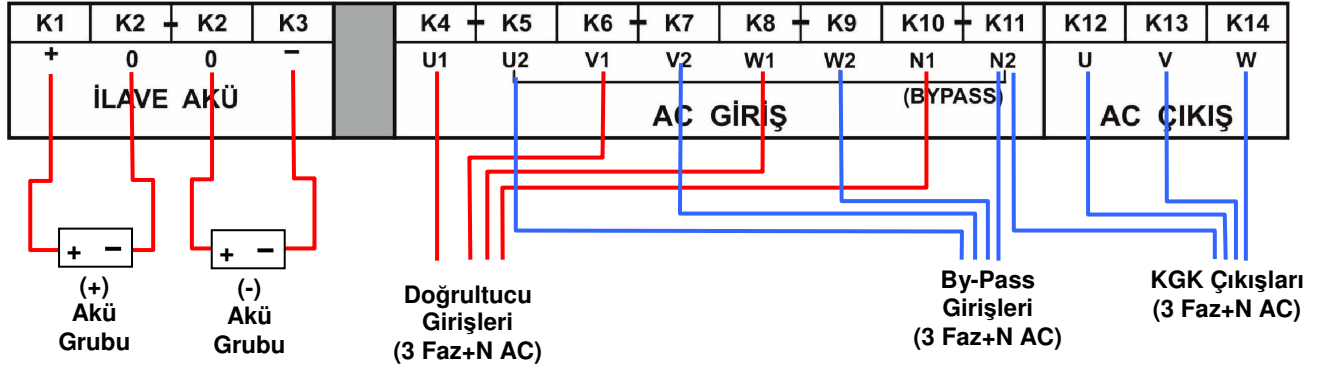 K1 K2 - K2 K3 K4 - K5 K6 - K7 K8 - K9 K10 - K11 K12 K13 K14
+ 0 0 − U1 U2 V1 V2 W1 W2 N1 N2 U V W
İLAVE AKÜ
(BYPASS)
AC GİRİŞ
AC ÇIKIŞ
+ −
(+)
Akü
Grubu
+ −
(-)
Akü
Grubu
Doğrultucu
Girişleri
(3 Faz+N AC)
By-Pass
Girişleri
(3 Faz+N AC)
KGK Çıkışları
(3 Faz+N AC)